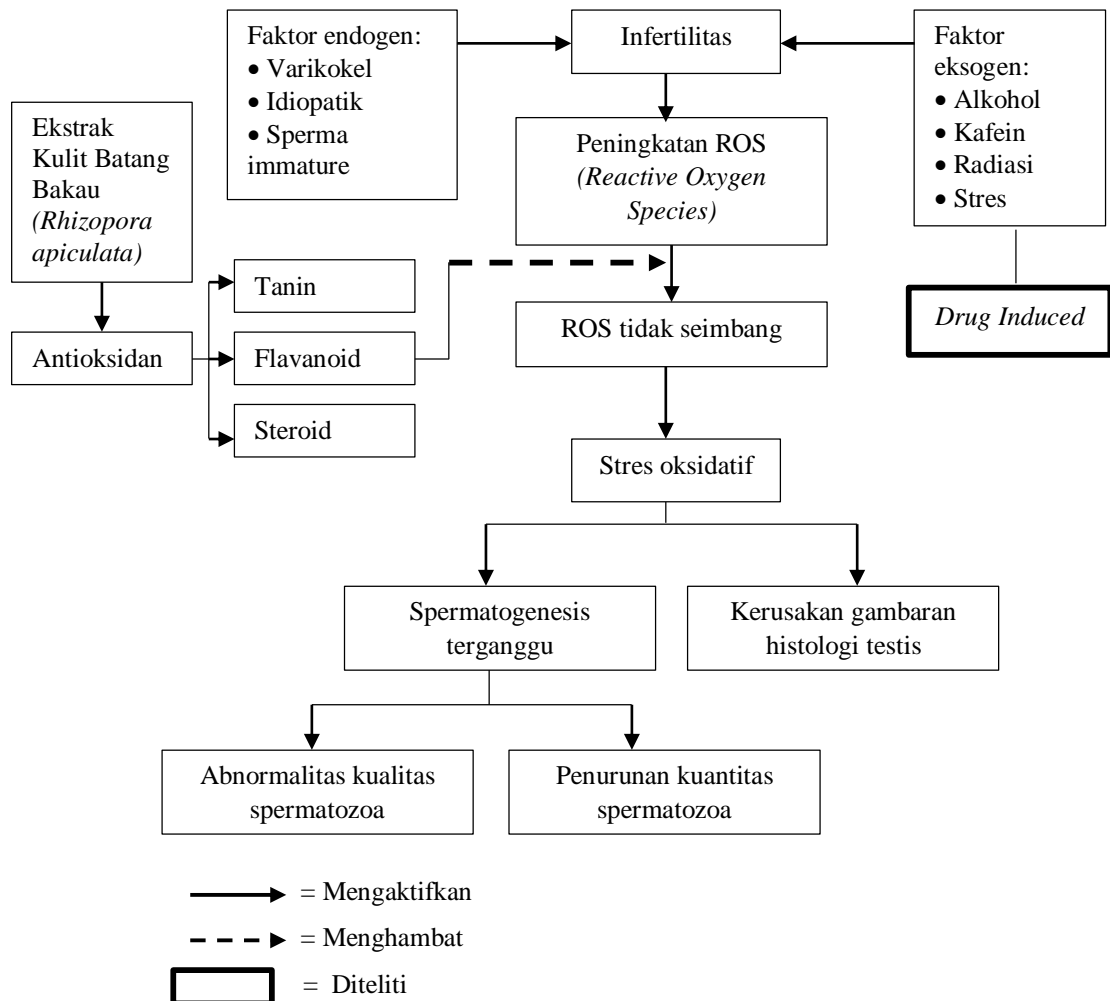 Faktor endogen:
• Varikokel
• Idiopatik
• Sperma
immature
Infertilitas
Faktor
eksogen:
• Alkohol
• Kafein
• Radiasi
• Stres
Ekstrak
Kulit Batang
Bakau
(Rhizopora
apiculata)
Peningkatan ROS
(Reactive Oxygen
Species)
Tanin
Antioksidan
Flavanoid
Steroid
ROS tidak seimbang
Drug Induced
Stres oksidatif
Spermatogenesis
terganggu
Kerusakan gambaran
histologi testis
Abnormalitas kualitas
spermatozoa
Penurunan kuantitas
spermatozoa
= Mengaktifkan
= Menghambat
= Diteliti